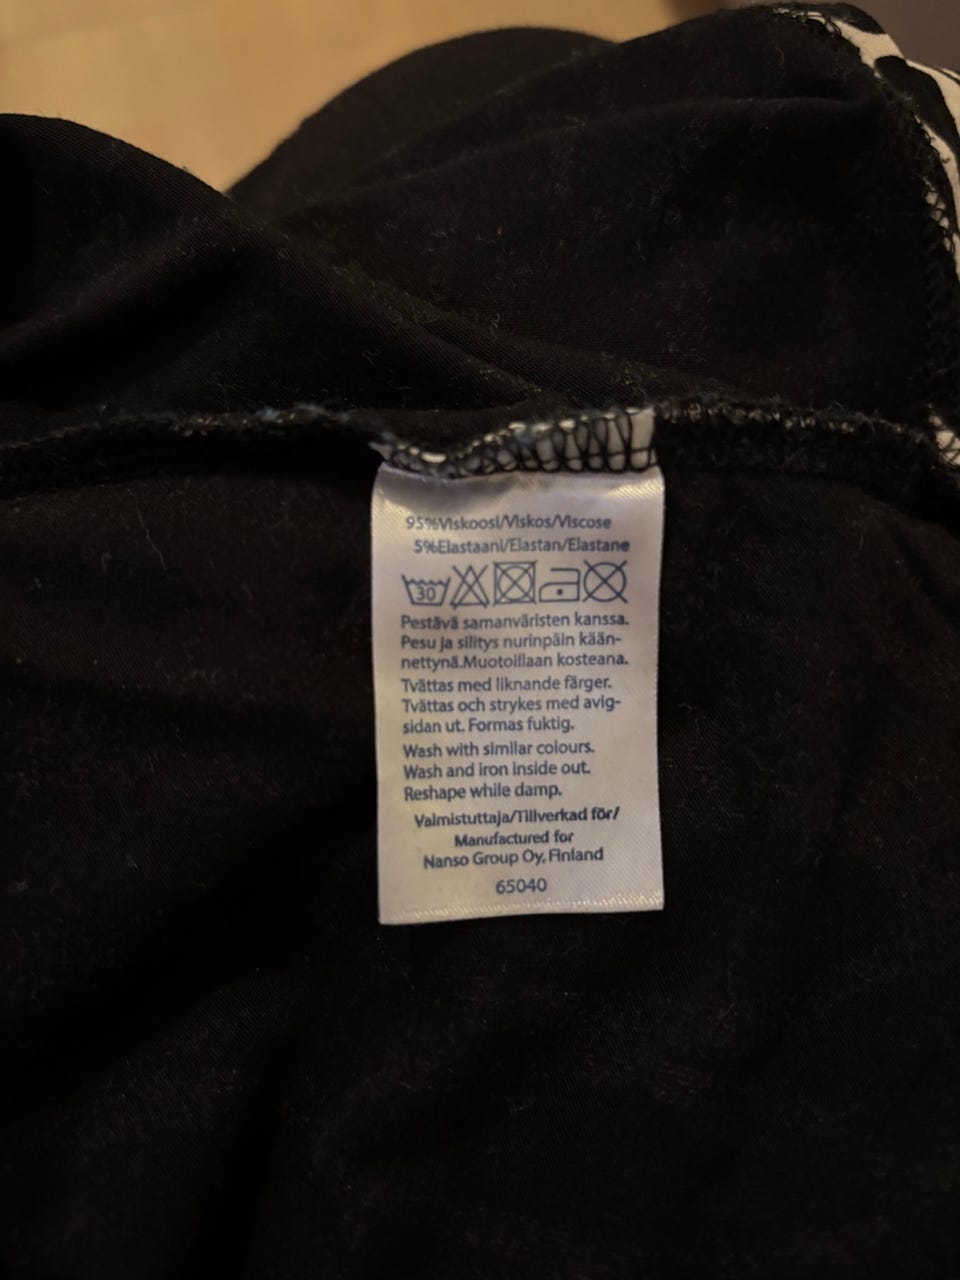 95%Viskoosi/Viskos/Viscose
5%Elastaani/Elastan/Elastane
30
Pestävä samanväristen kanssa.
Pesu ja silitys nurinpäin kään-
nettynä.Muotoillaan kosteana.
Tvättas med liknande färger.
Tvättas och strykes med avig-
sidan ut. Formas fuktig.
Wash with similar colours.
Wash and iron inside out.
Reshape while damp.
Valmistuttaja/Tillverkad för/
Manufactured for
Nanso Group Oy, Finland
65040